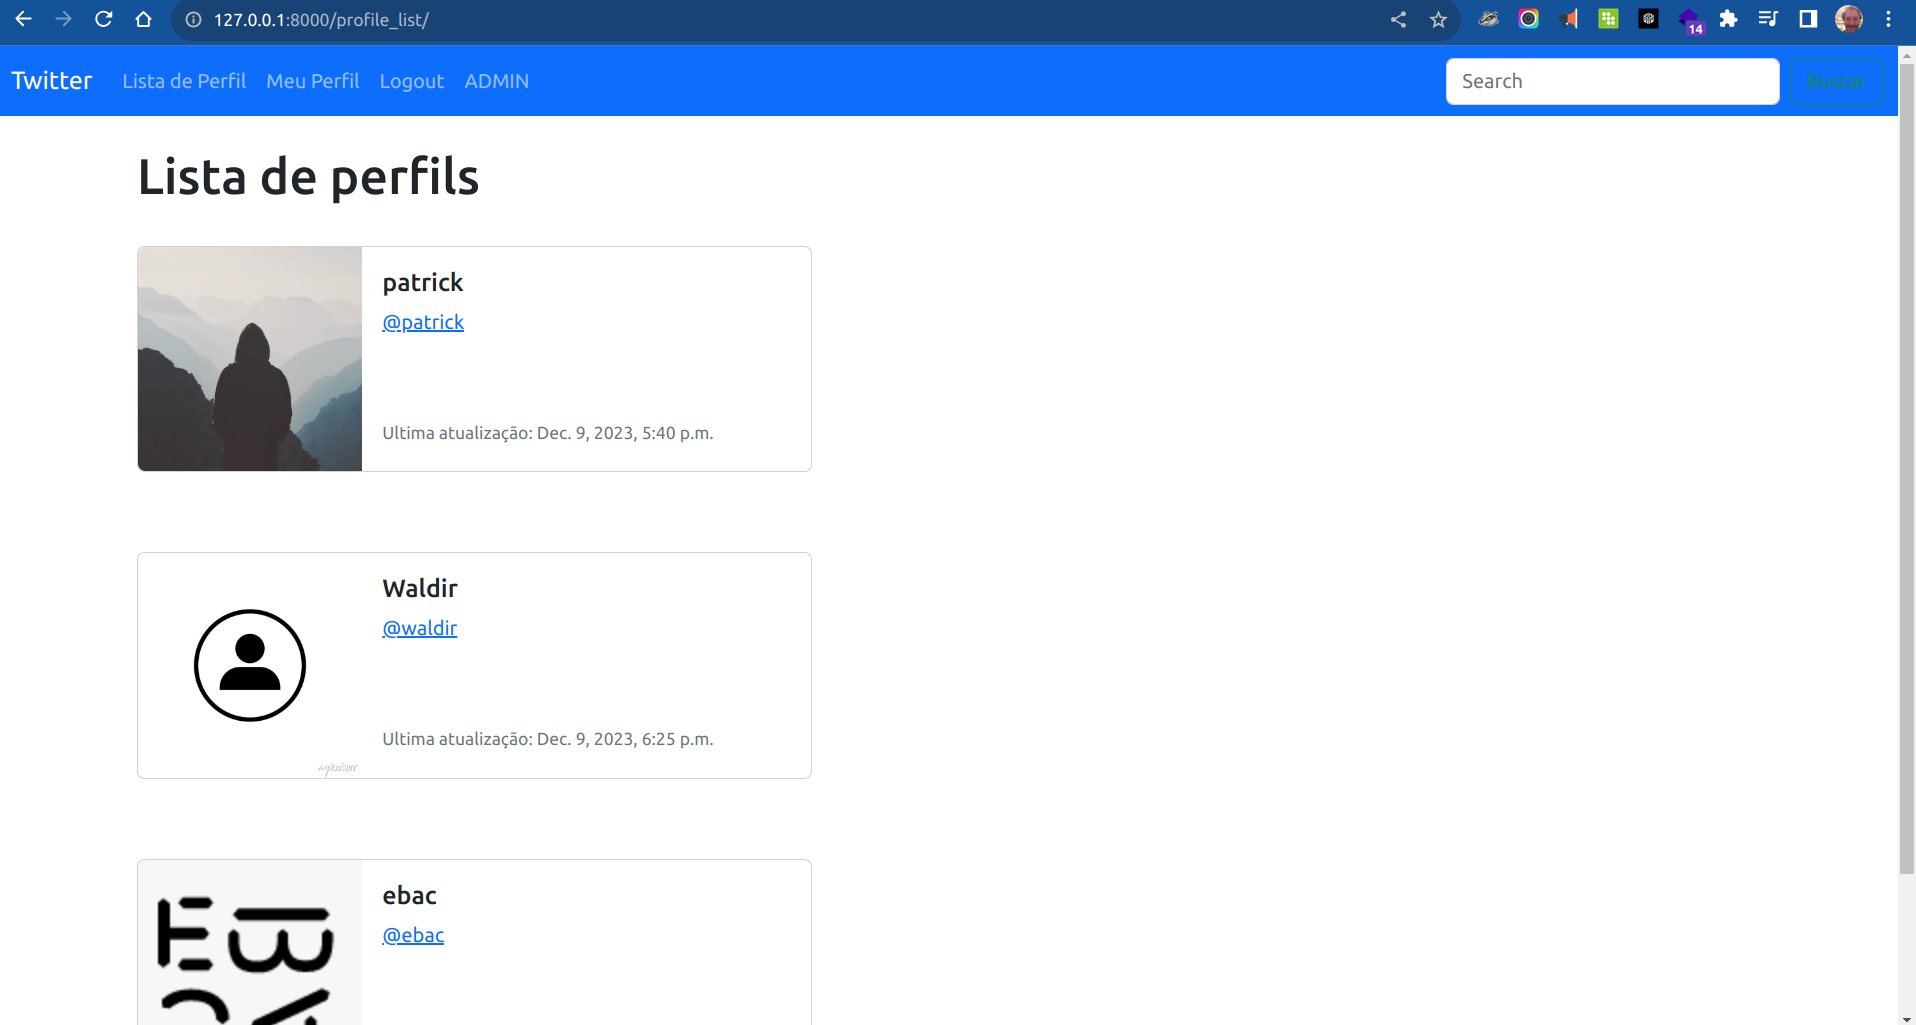 127.0.0.1:8000/profile_list/
14
Twitter Lista de Perfil Meu Perfil Logout ADMIN Search Buscar
Lista de perfils
patrick
@patrick
Ultima atualização: Dec. 9, 2023, 5:40 p.m.
Waldir
@waldir
Ultima atualização: Dec. 9, 2023, 6:25 p.m.
ebac
@ebac